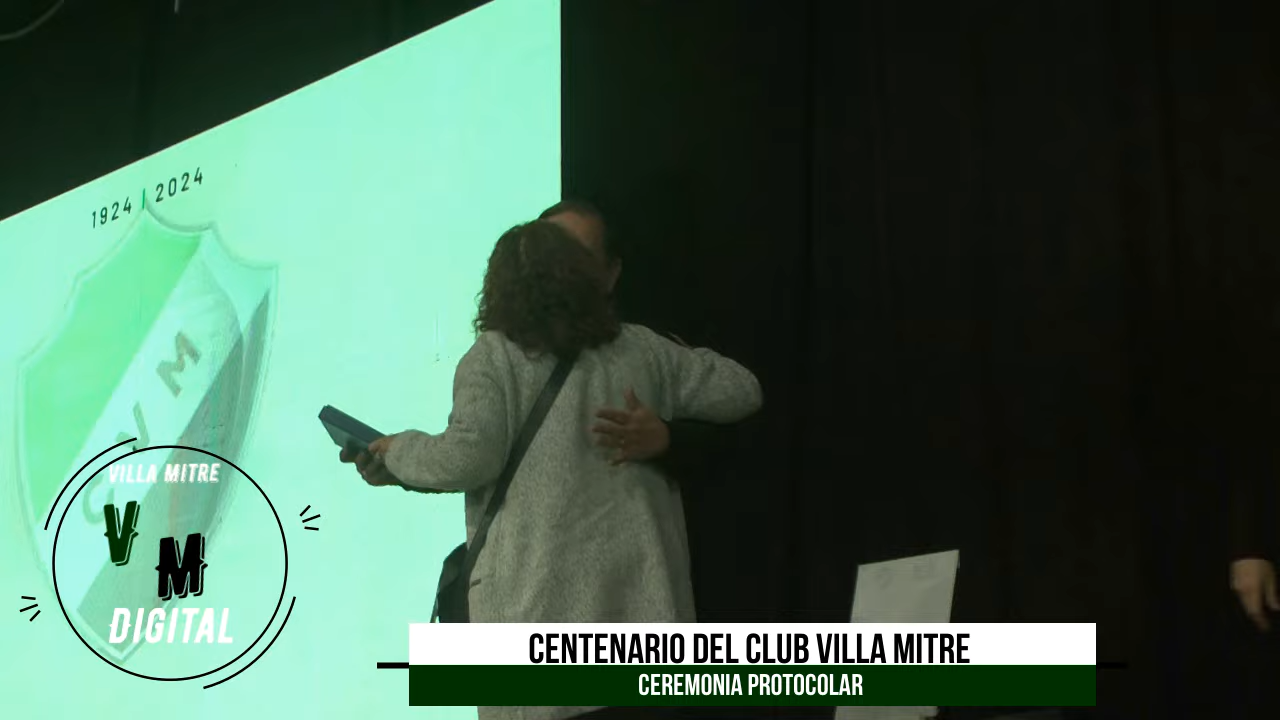 1924 | 2024
C V M
VILLA MITRE
V M
DIGITAL
CENTENARIO DEL CLUB VILLA MITRE
CEREMONIA PROTOCOLAR